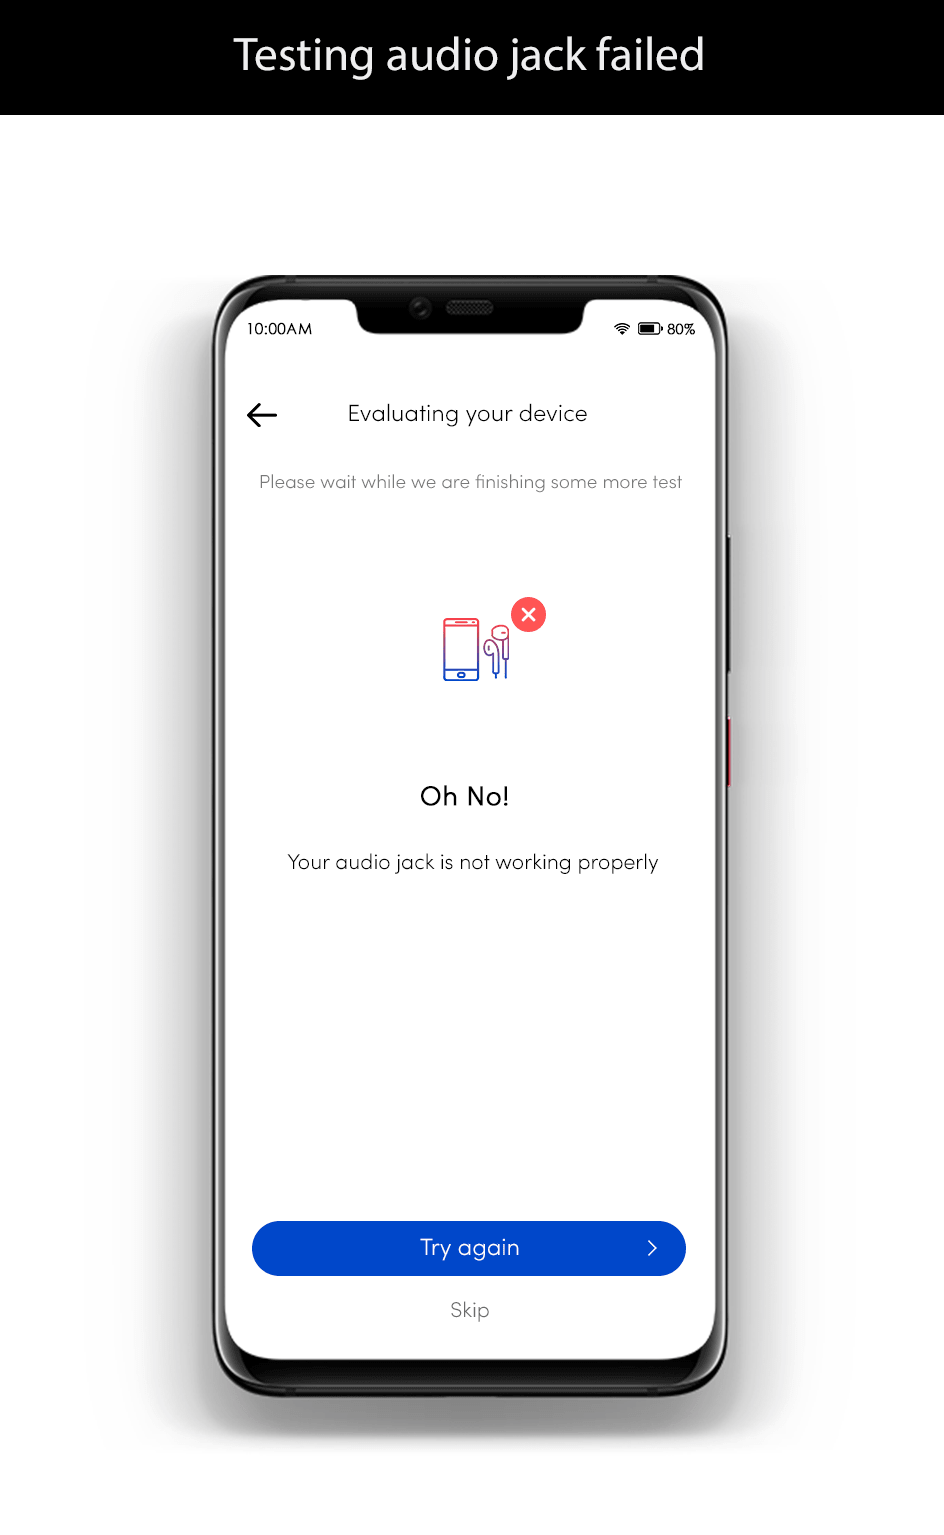 Testing audio jack failed
10:00AM 80%
Evaluating your device
Please wait while we are finishing some more test
Oh No!
Your audio jack is not working properly
Try again
Skip